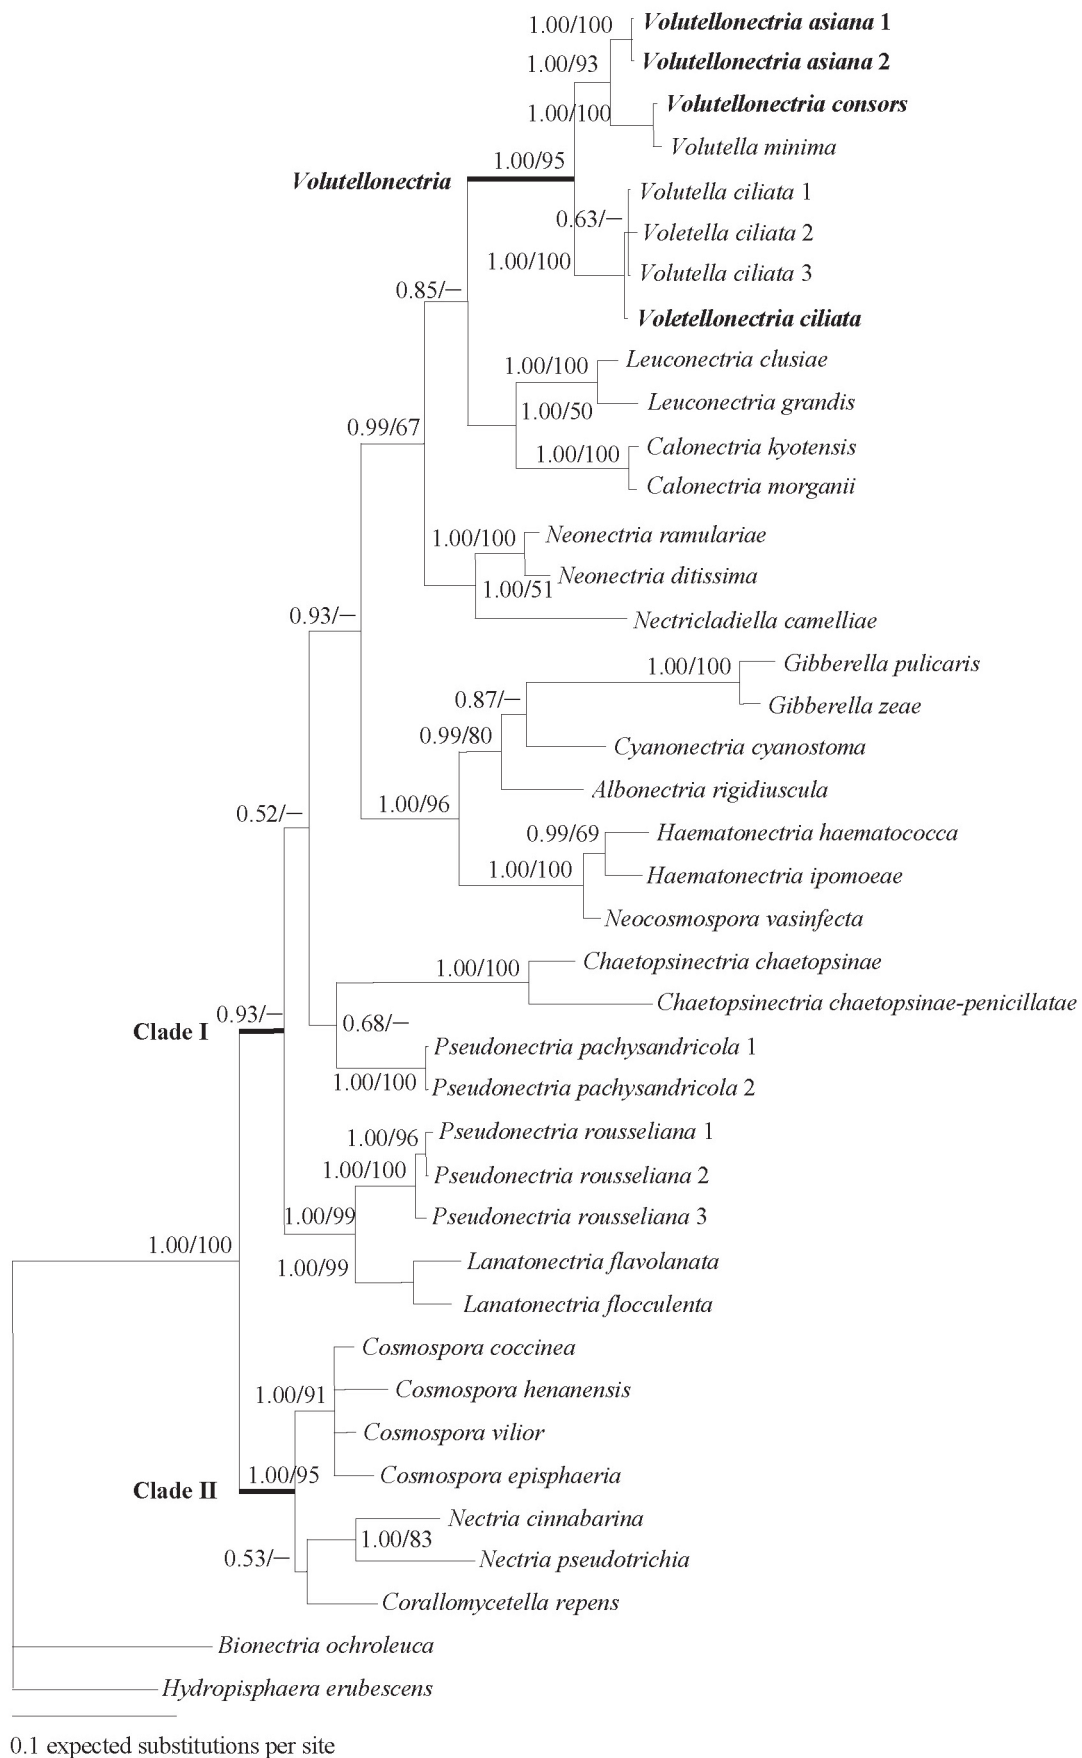 1.00/100
Volutellonectria asiana 1
1.00/93
Volutellonectria asiana 2
1.00/100
Volutellonectria consors
1.00/95
Volutella minima
Volutellonectria
Volutella ciliata 1
0.63/–
Voletella ciliata 2
1.00/100
Volutella ciliata 3
0.85/–
Voletellonectria ciliata
1.00/100
Leuconectria clusiae
1.00/50
Leuconectria grandis
0.99/67
1.00/100
Calonectria kyotensis
Calonectria morganii
1.00/100
Neonectria ramulariae
1.00/51
Neonectria ditissima
0.93/–
Nectricladiella camelliae
1.00/100
Gibberella pulicaris
0.87/–
Gibberella zeae
0.99/80
Cyanonectria cyanostoma
1.00/96
Albonectria rigidiuscula
0.52/–
0.99/69
Haematonectria haematococca
1.00/100
Haematonectria ipomoeae
Neocosmospora vasinfecta
1.00/100
Chaetopsinectria chaetopsinae
Chaetopsinectria chaetopsinae-penicillatae
0.93/–
Clade I
0.68/–
Pseudonectria pachysandricola 1
1.00/100
Pseudonectria pachysandricola 2
1.00/96
Pseudonectria rousseliana 1
1.00/100
Pseudonectria rousseliana 2
1.00/99
Pseudonectria rousseliana 3
1.00/100
1.00/99
Lanatonectria flavolanata
Lanatonectria flocculenta
Cosmospora coccinea
1.00/91
Cosmospora henanensis
Cosmospora vilior
1.00/95
Cosmospora episphaeria
Clade II
Nectria cinnabarina
1.00/83
0.53/–
Nectria pseudotrichia
Corallomycetella repens
Bionectria ochroleuca
Hydropisphaera erubescens
0.1 expected substitutions per site